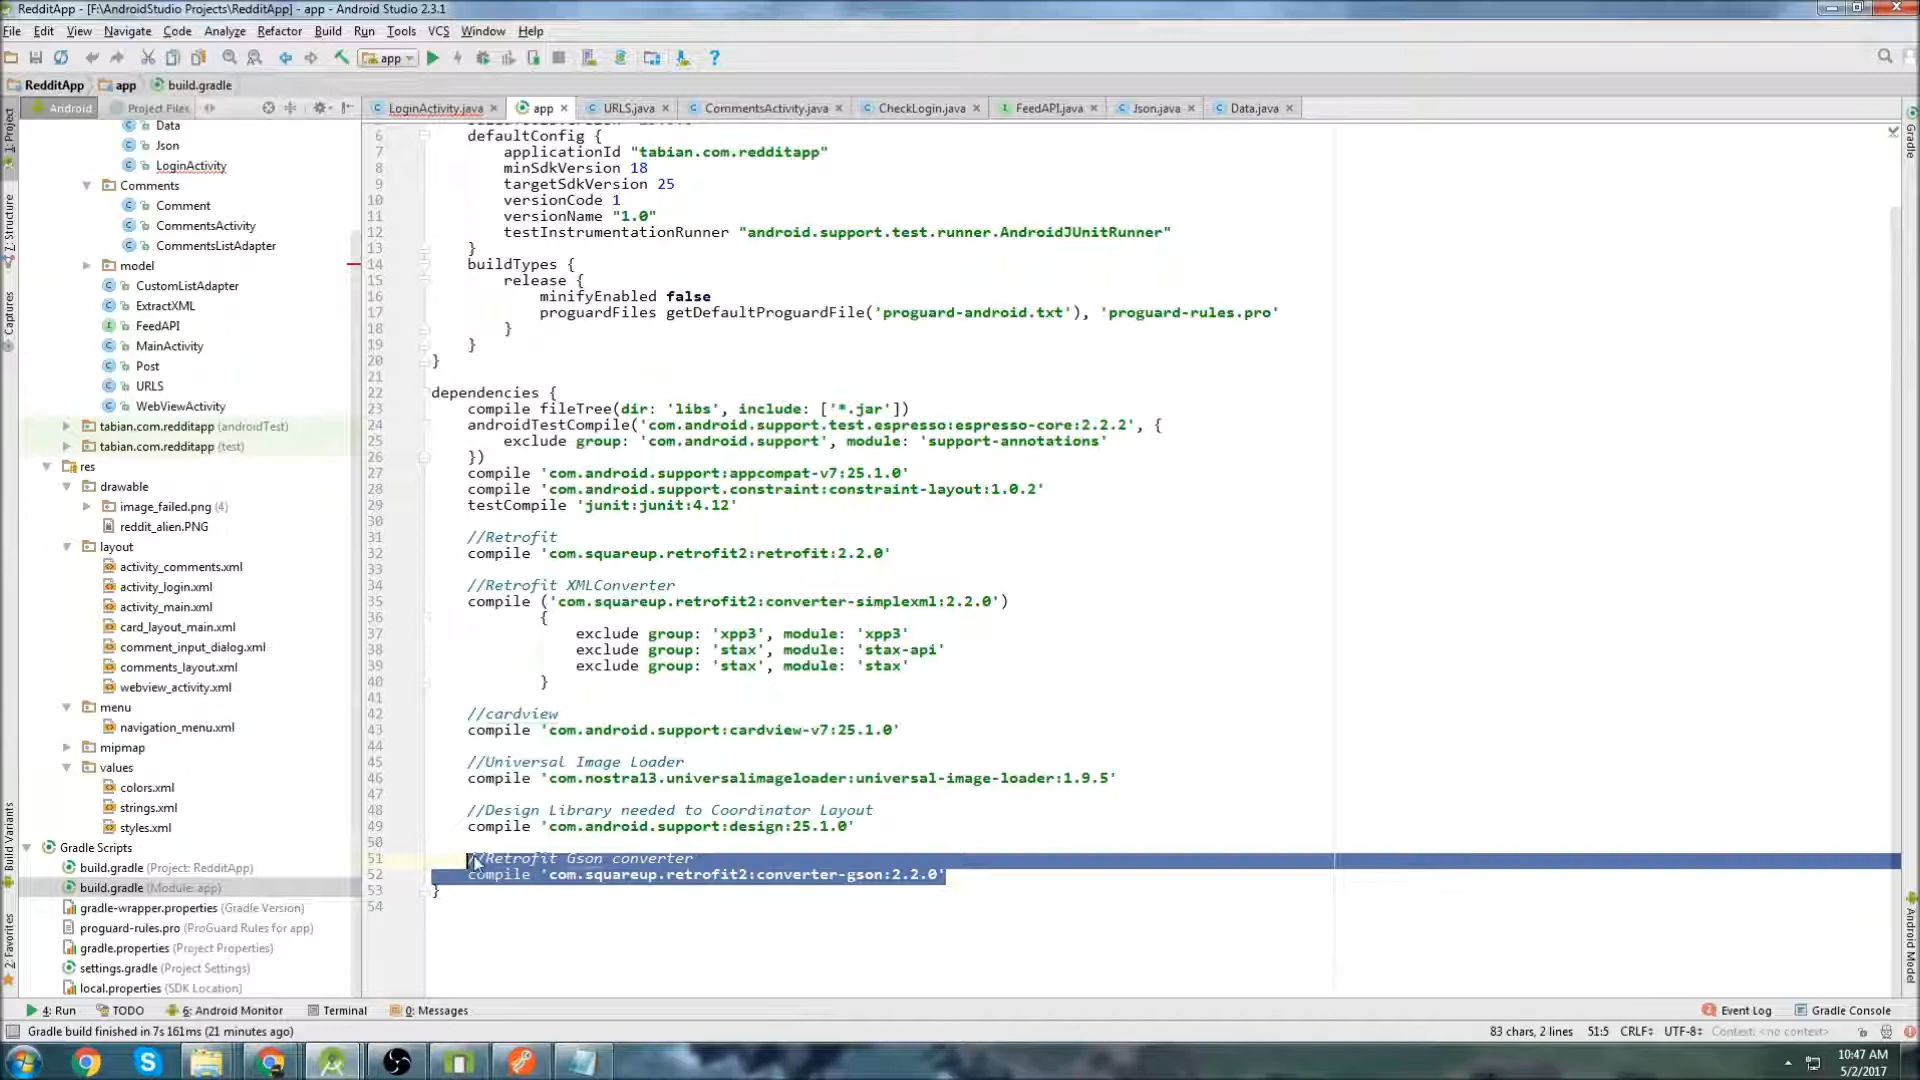 RedditApp - [F:\AndroidStudio Projects\RedditApp] - app - Android Studio 2.3.1
File Edit View Navigate Code Analyze Refactor Build Run Tools VCS Window Help
app
RedditApp app build.gradle
Android Project Files
LoginActivity.java app URLS.java CommentsActivity.java CheckLogin.java FeedAPI.java Json.java Data.java
1: Project
7: Structure
Captures
Build Variants
2: Favorites
Data
Json
LoginActivity
Comments
Comment
CommentsActivity
CommentsListAdapter
model
CustomListAdapter
ExtractXML
FeedAPI
MainActivity
Post
URLS
WebViewActivity
tabian.com.redditapp (androidTest)
tabian.com.redditapp (test)
res
drawable
image_failed.png (4)
reddit_alien.PNG
layout
activity_comments.xml
activity_login.xml
activity_main.xml
card_layout_main.xml
comment_input_dialog.xml
comments_layout.xml
webview_activity.xml
menu
navigation_menu.xml
mipmap
values
colors.xml
strings.xml
styles.xml
Gradle Scripts
build.gradle (Project: RedditApp)
build.gradle (Module: app)
gradle-wrapper.properties (Gradle Version)
proguard-rules.pro (ProGuard Rules for app)
gradle.properties (Project Properties)
settings.gradle (Project Settings)
local.properties (SDK Location)
6 defaultConfig {
7 applicationId "tabian.com.redditapp"
8 minSdkVersion 18
9 targetSdkVersion 25
10 versionCode 1
11 versionName "1.0"
12 testInstrumentationRunner "android.support.test.runner.AndroidJUnitRunner"
13 }
14 buildTypes {
15 release {
16 minifyEnabled false
17 proguardFiles getDefaultProguardFile('proguard-android.txt'), 'proguard-rules.pro'
18 }
19 }
20 }
21
22 dependencies {
23 compile fileTree(dir: 'libs', include: ['*.jar'])
24 androidTestCompile('com.android.support.test.espresso:espresso-core:2.2.2', {
25 exclude group: 'com.android.support', module: 'support-annotations'
26 })
27 compile 'com.android.support:appcompat-v7:25.1.0'
28 compile 'com.android.support.constraint:constraint-layout:1.0.2'
29 testCompile 'junit:junit:4.12'
30
31 //Retrofit
32 compile 'com.squareup.retrofit2:retrofit:2.2.0'
33
34 //Retrofit XMLConverter
35 compile ('com.squareup.retrofit2:converter-simplexml:2.2.0')
36 {
37 exclude group: 'xpp3', module: 'xpp3'
38 exclude group: 'stax', module: 'stax-api'
39 exclude group: 'stax', module: 'stax'
40 }
41
42 //cardview
43 compile 'com.android.support:cardview-v7:25.1.0'
44
45 //Universal Image Loader
46 compile 'com.nostra13.universalimageloader:universal-image-loader:1.9.5'
47
48 //Design Library needed to Coordinator Layout
49 compile 'com.android.support:design:25.1.0'
50
51 //Retrofit Gson converter
52 compile 'com.squareup.retrofit2:converter-gson:2.2.0'
53 }
54
Gradle
Android Model
4: Run TODO 6: Android Monitor Terminal 0: Messages Event Log Gradle Console
Gradle build finished in 7s 161ms (21 minutes ago) 83 chars, 2 lines 51:5 CRLF UTF-8 Context: <no context>
10:47 AM
5/2/2017